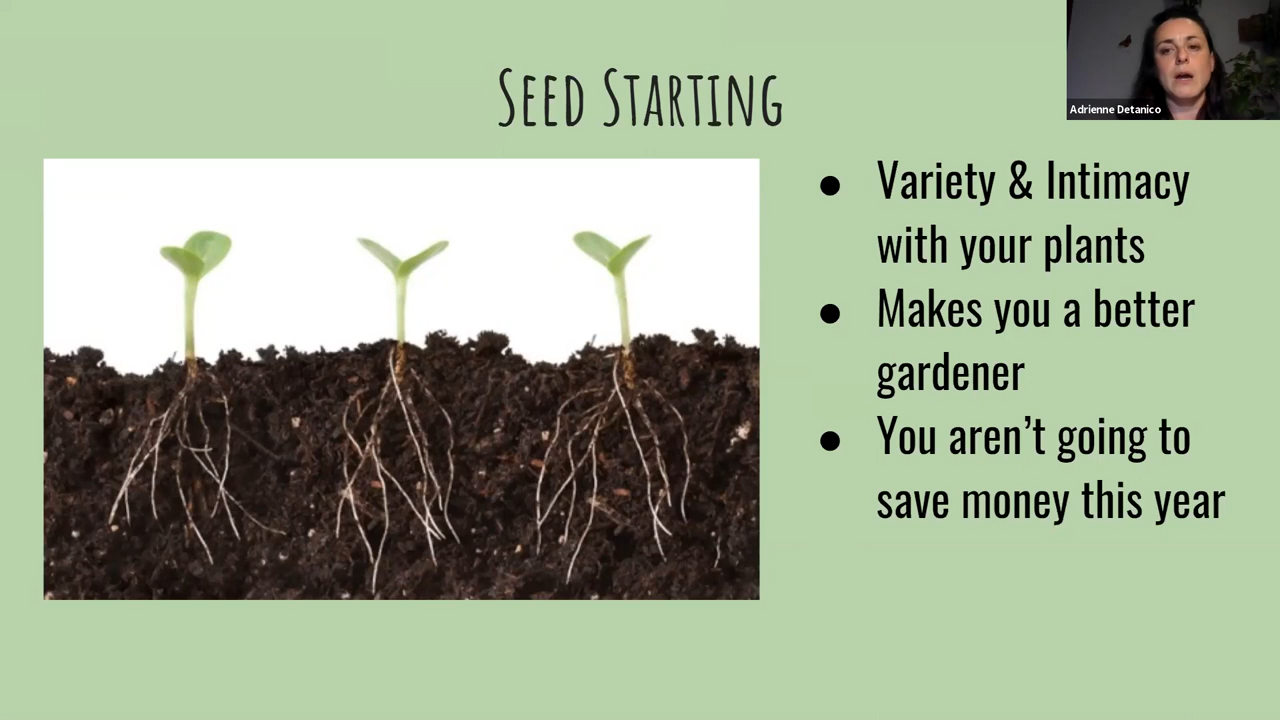 Seed Starting
Adrienne Detanico
● Variety & Intimacy
with your plants
● Makes you a better
gardener
● You aren’t going to
save money this year